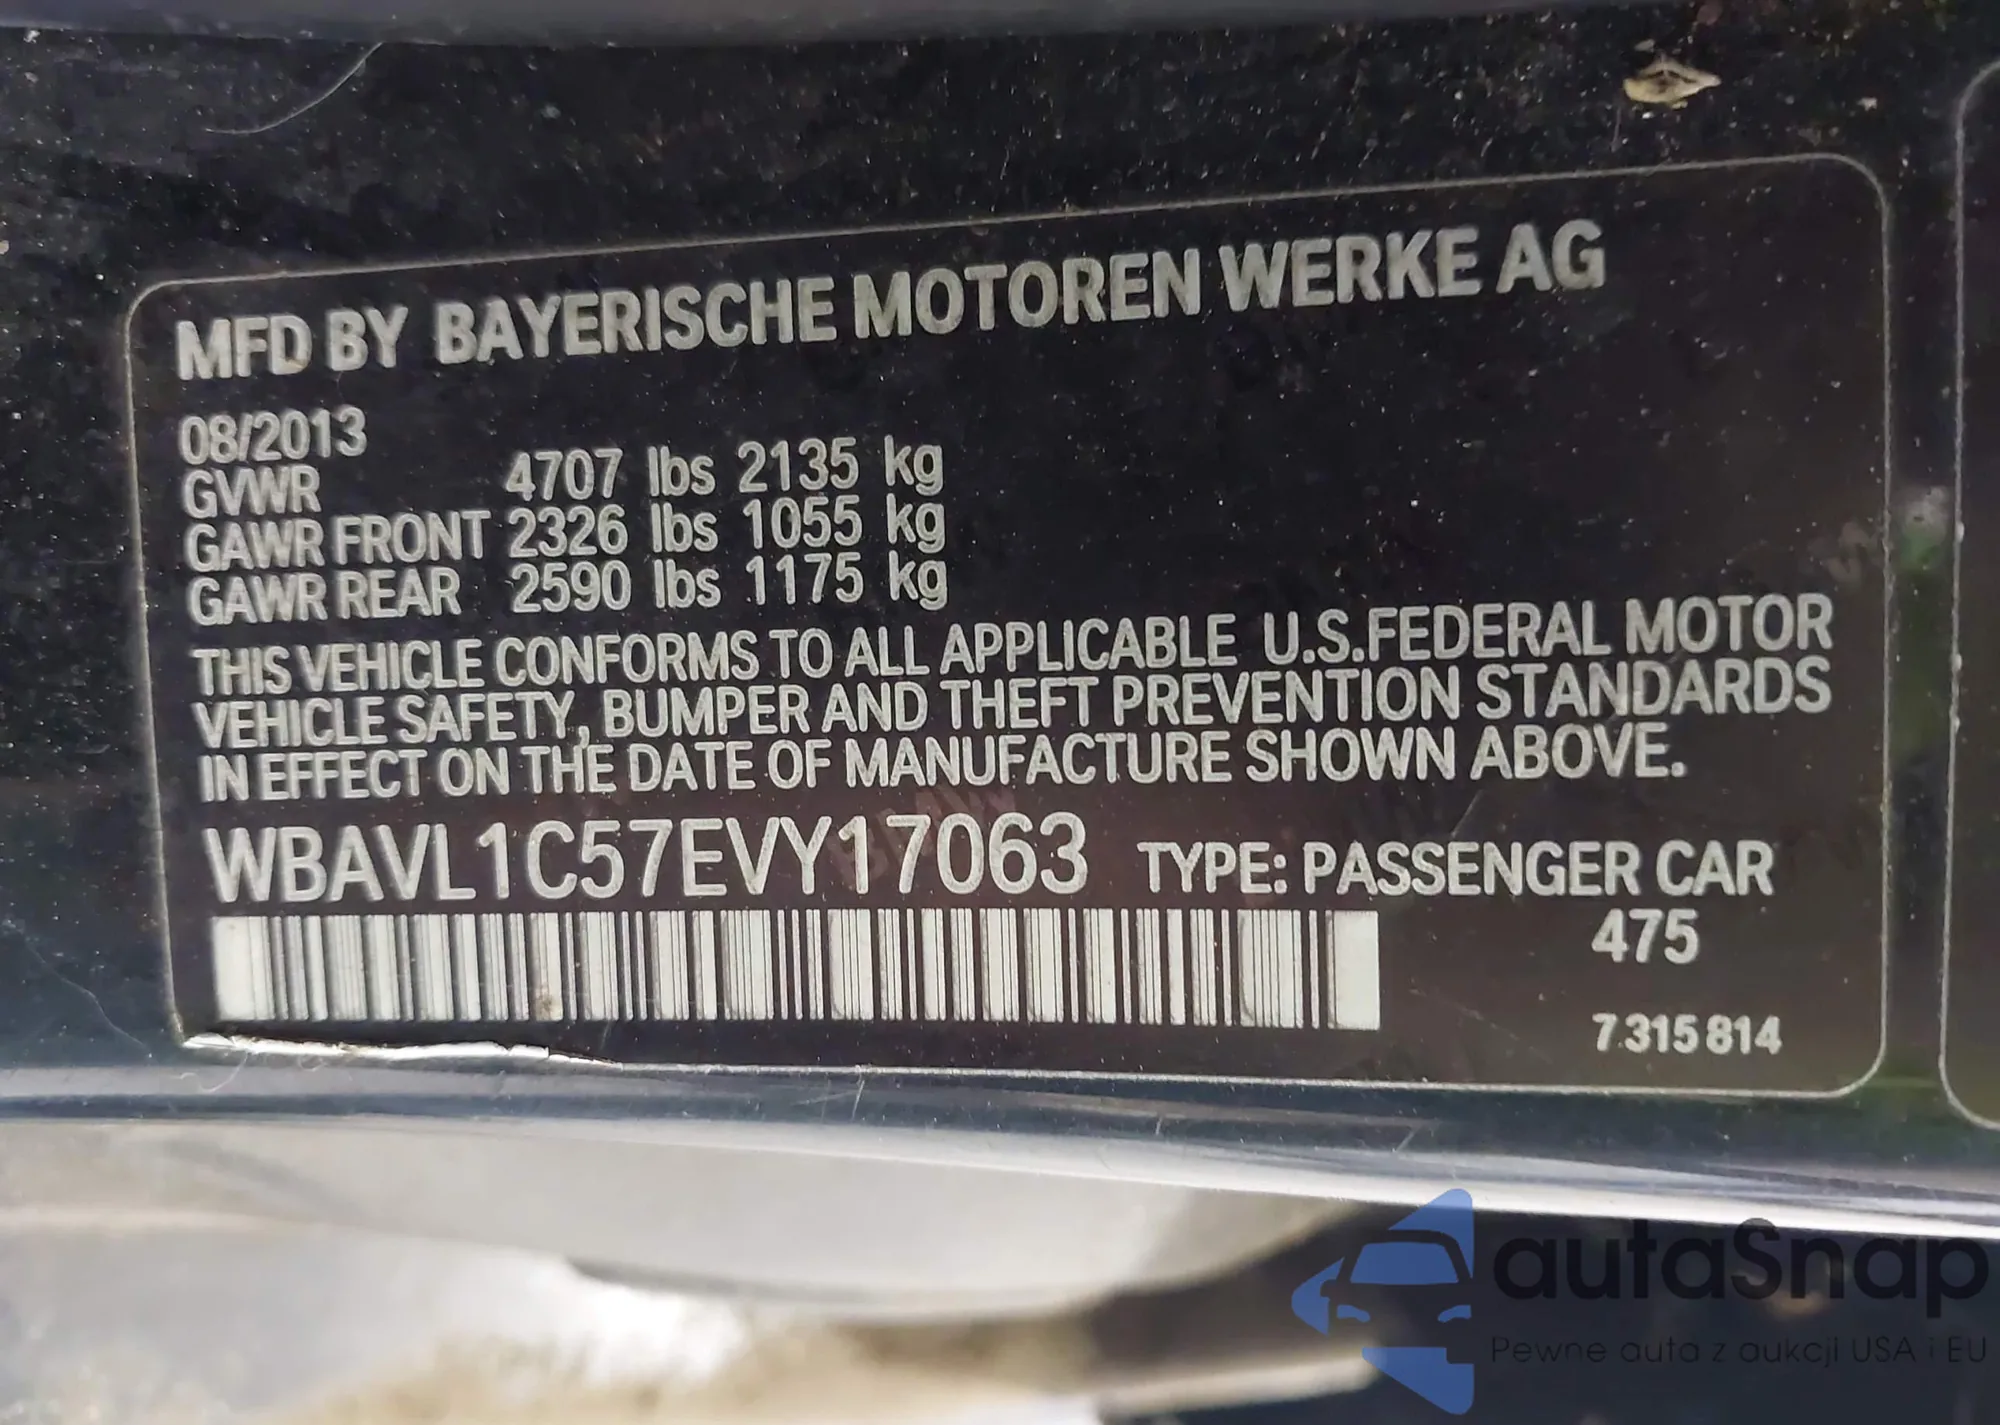 MFD BY BAYERISCHE MOTOREN WERKE AG
08/2013
GVWR 4707 lbs 2135 kg
GAWR FRONT 2326 lbs 1055 kg
GAWR REAR 2590 lbs 1175 kg
THIS VEHICLE CONFORMS TO ALL APPLICABLE U.S.FEDERAL MOTOR
VEHICLE SAFETY, BUMPER AND THEFT PREVENTION STANDARDS
IN EFFECT ON THE DATE OF MANUFACTURE SHOWN ABOVE.
WBAVL1C57EVY17063 TYPE: PASSENGER CAR
475
7 315 814
autaSnap
Pewne auta z aukcji USA i EU